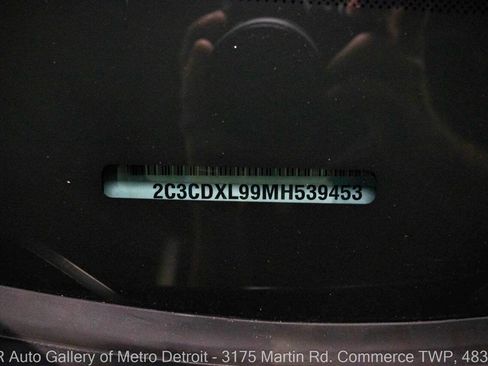 2C3CDXL99MH539453
R Auto Gallery of Metro Detroit - 3175 Martin Rd. Commerce TWP, 483